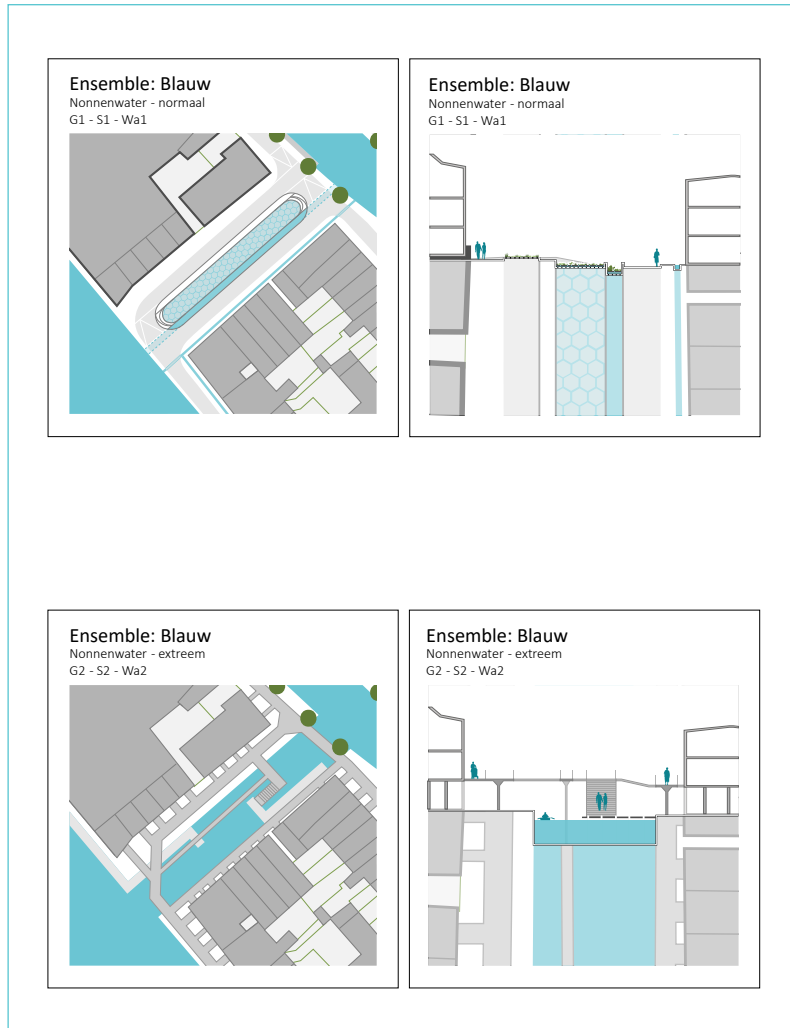 Ensemble: Blauw
Nonnenwater - normaal
G1 - S1 - Wa1
Ensemble: Blauw
Nonnenwater - normaal
G1 - S1 - Wa1
Ensemble: Blauw
Nonnenwater - extreem
G2 - S2 - Wa2
Ensemble: Blauw
Nonnenwater - extreem
G2 - S2 - Wa2